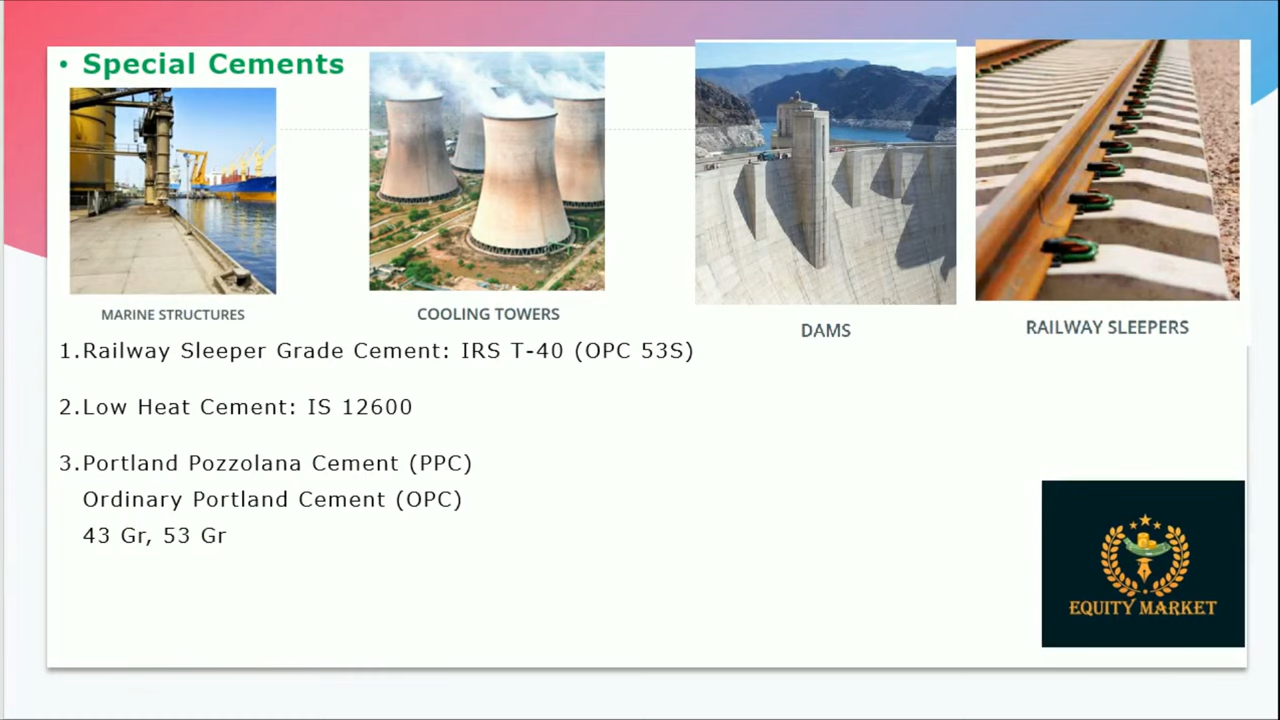 • Special Cements
MARINE STRUCTURES
COOLING TOWERS
DAMS
RAILWAY SLEEPERS
1.Railway Sleeper Grade Cement: IRS T-40 (OPC 53S)
2.Low Heat Cement: IS 12600
3.Portland Pozzolana Cement (PPC)
Ordinary Portland Cement (OPC)
43 Gr, 53 Gr
EQUITY MARKET